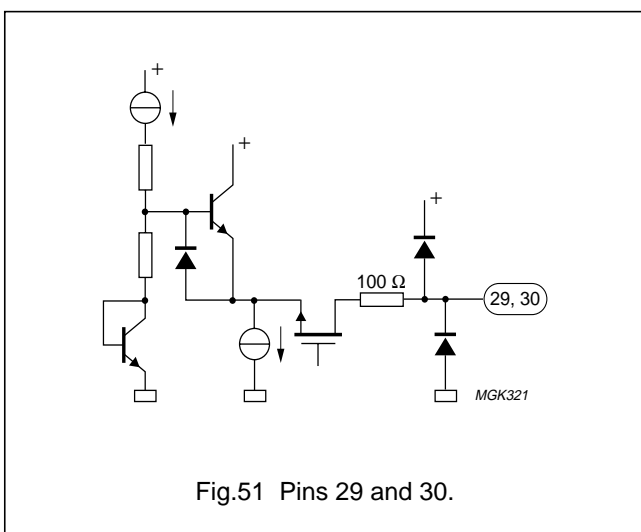 +
+
+
100 Ω
29, 30
MGK321
Fig.51 Pins 29 and 30.